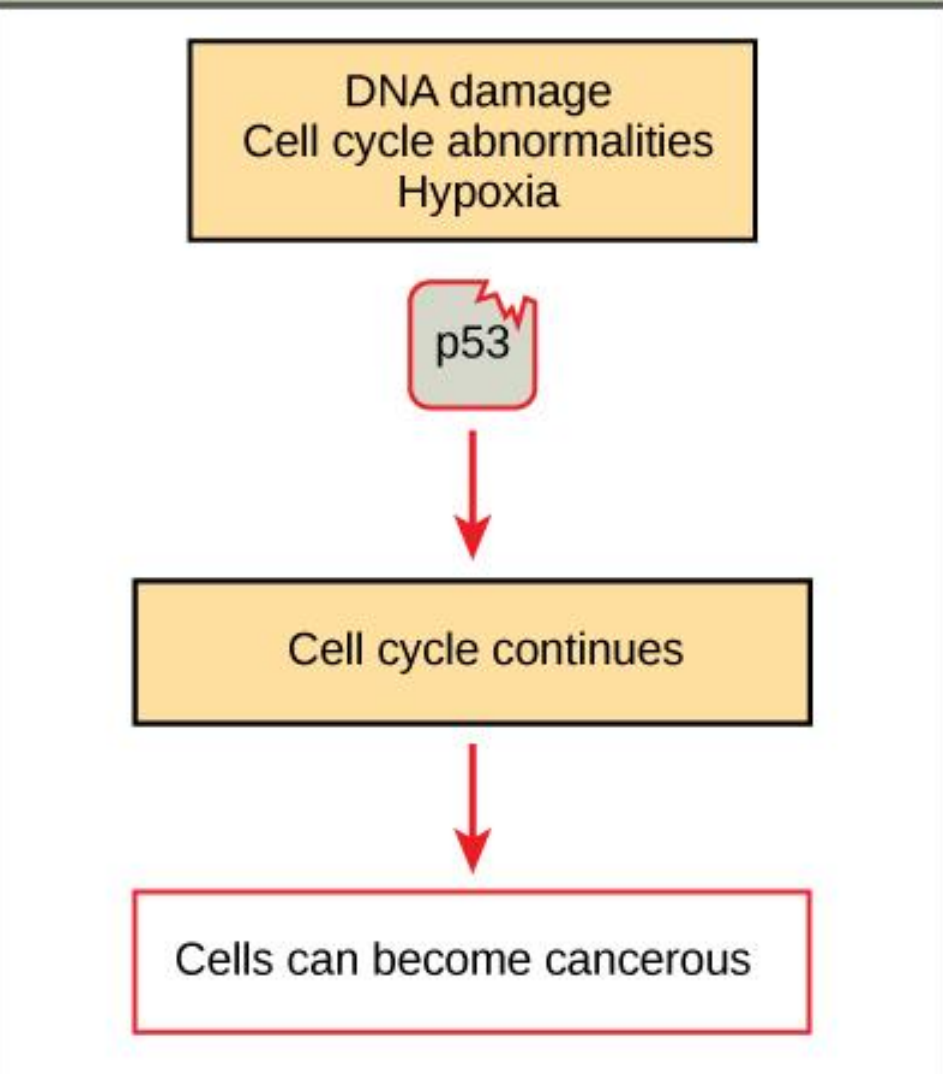 DNA damage
Cell cycle abnormalities
Hypoxia
p53
Cell cycle continues
Cells can become cancerous